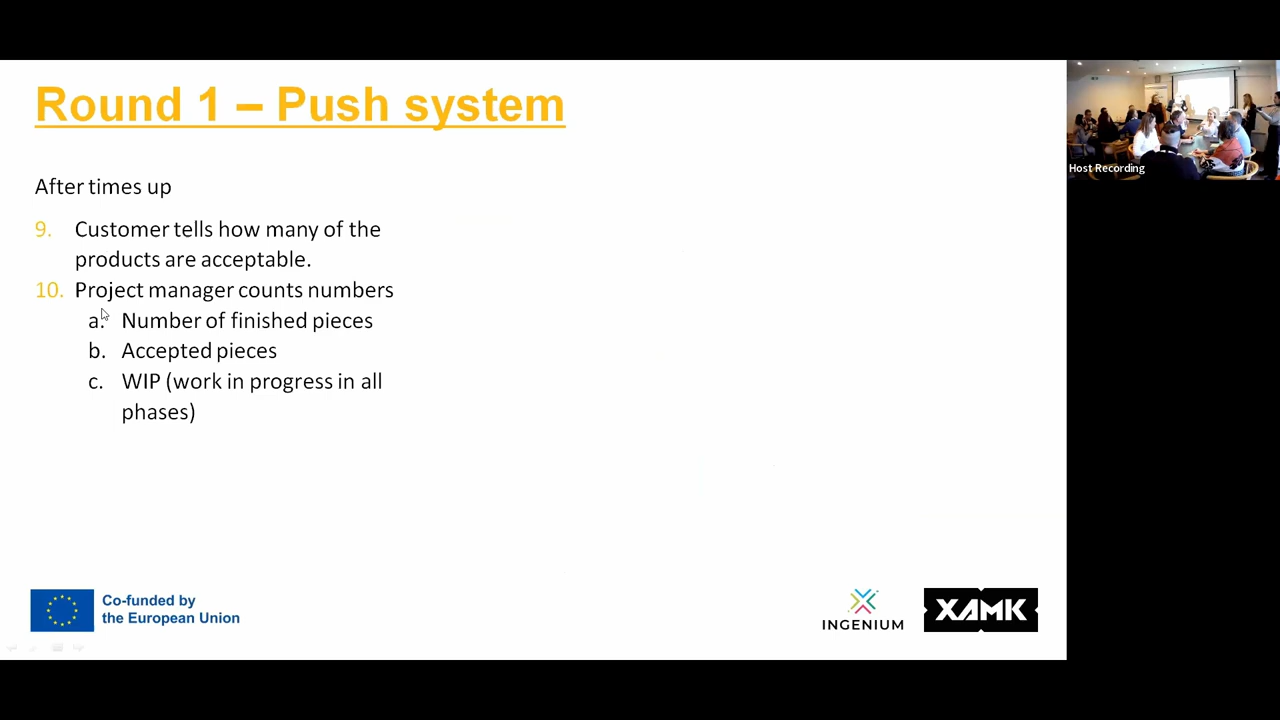 Round 1 – Push system
After times up
9. Customer tells how many of the
products are acceptable.
10. Project manager counts numbers
a. Number of finished pieces
b. Accepted pieces
c. WIP (work in progress in all
phases)
Co-funded by
the European Union
INGENIUM
XAMK
Host Recording